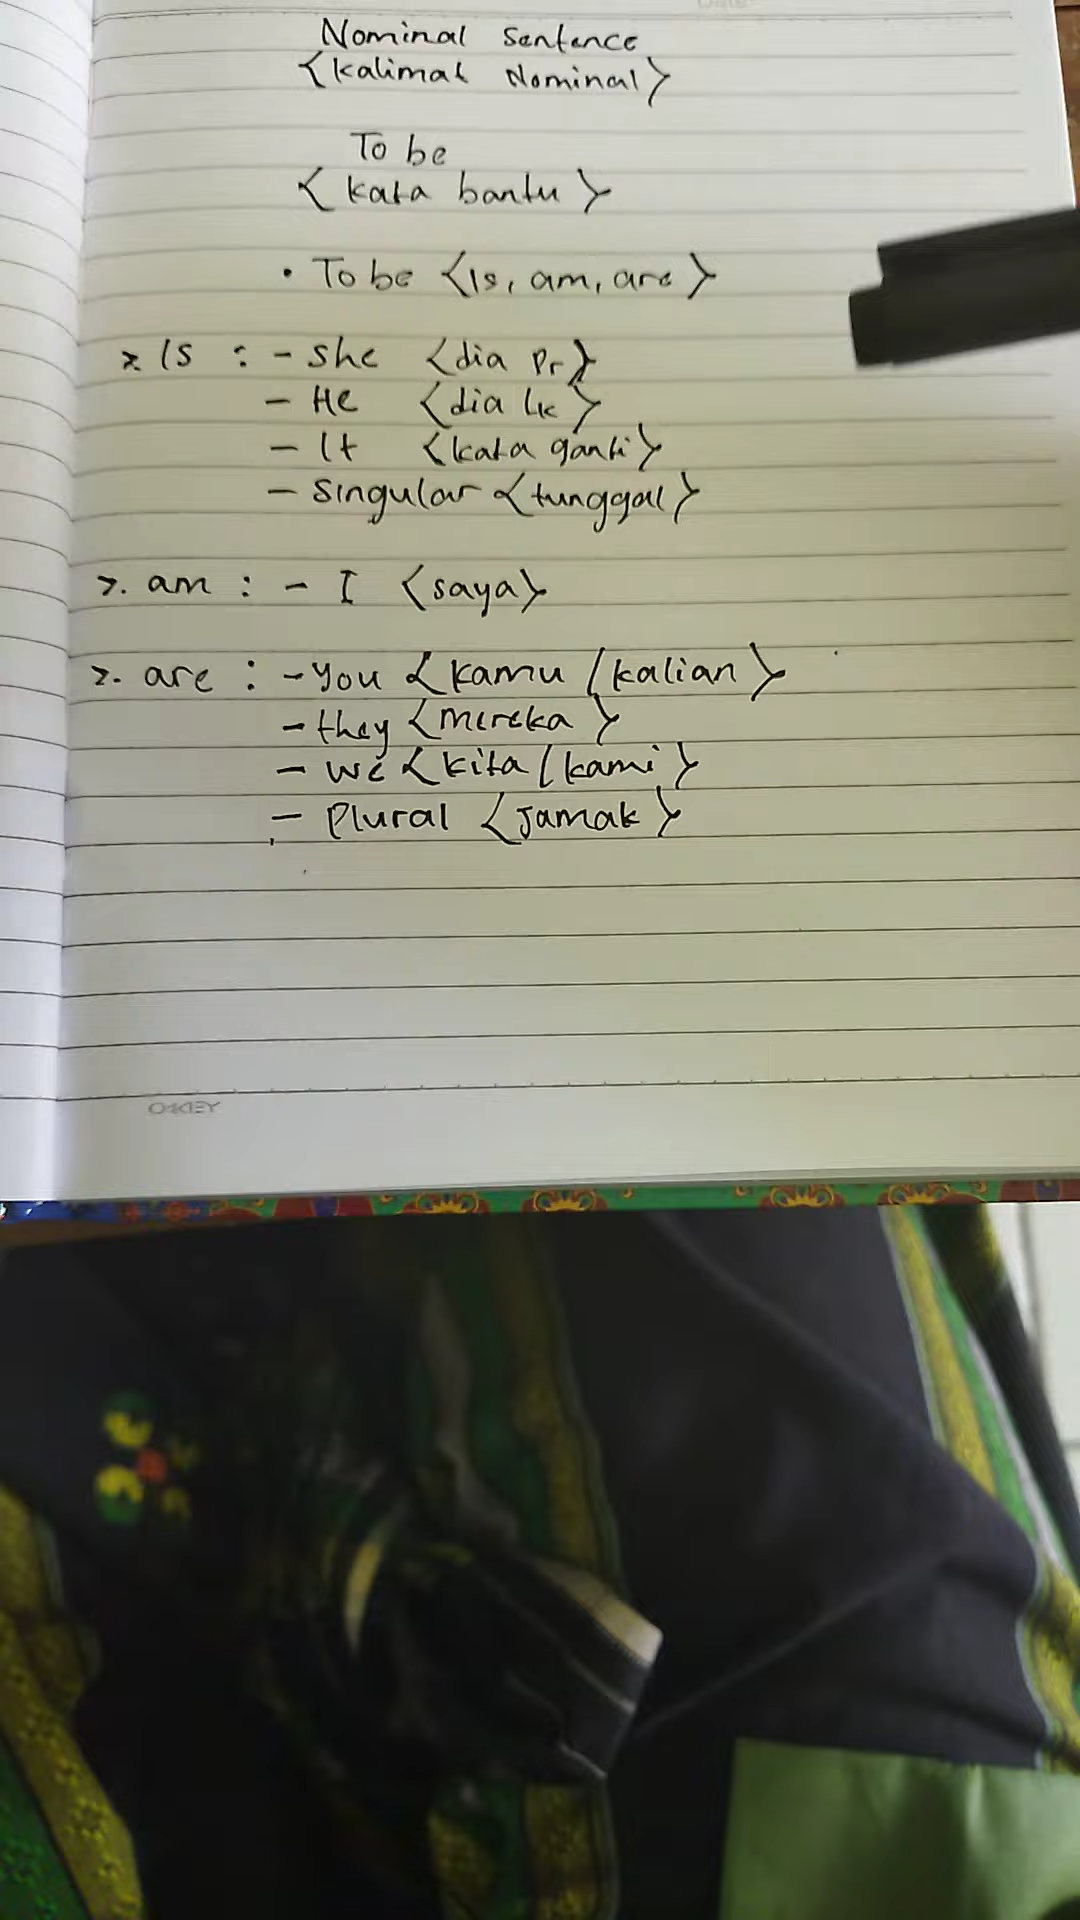 Nominal Sentence
<kalimat Nominal>
To be
< kata bantu >
• To be <Is, am, are >
> Is : - She <dia Pr>
- He <dia Lk >
- It <kata ganti>
- Singular <tunggal>
>. am : - I <saya>
>. are : - You < kamu / kalian >
- they < mereka >
- we < kita / kami >
- Plural < Jamak >
OAKEY